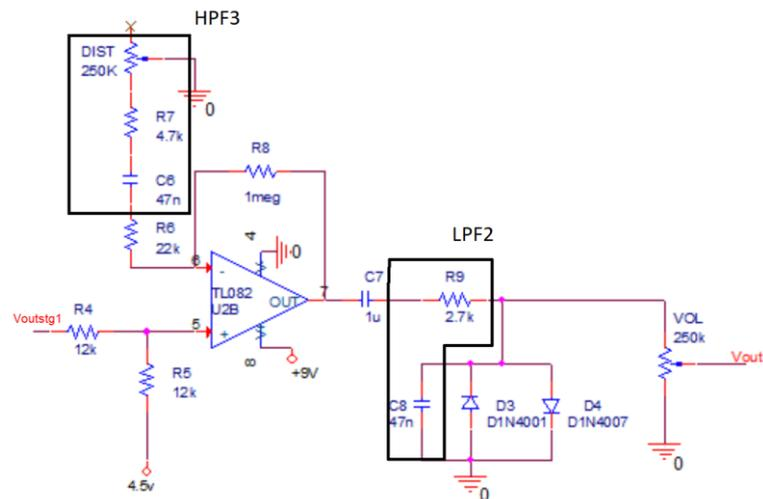 HPF3
DIST
250K
0
R7
4.7k
C6
47n
R6
22k
R8
1meg
LPF2
4
0
6
-
TL082
U2B
OUT
7
5
+
8
+9V
C7
1u
R9
2.7k
Voutstg1
R4
12k
R5
12k
4.5v
C8
47n
D3
D1N4001
D4
D1N4007
0
VOL
250k
Vout
0